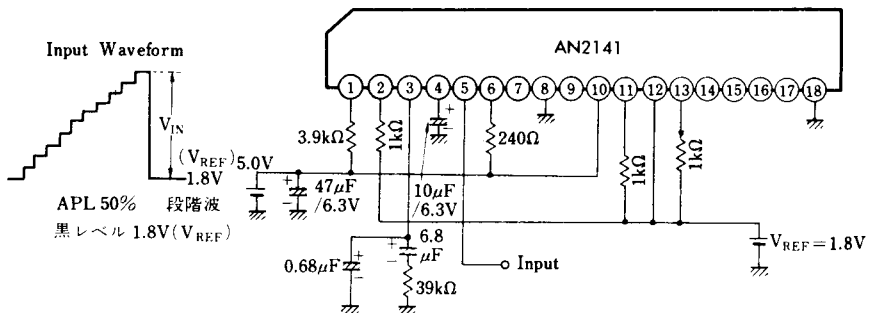 Input Waveform
V_IN
(V_REF)
1.8V
APL 50% 段階波
黒レベル 1.8V(V_REF)
AN2141
1 2 3 4 5 6 7 8 9 10 11 12 13 14 15 16 17 18
3.9kΩ
1kΩ
240Ω
1kΩ
1kΩ
5.0V
+
−
47μF
/6.3V
+
−
10μF
/6.3V
+
−
0.68μF
+
−
6.8
μF
39kΩ
Input
V_REF=1.8V